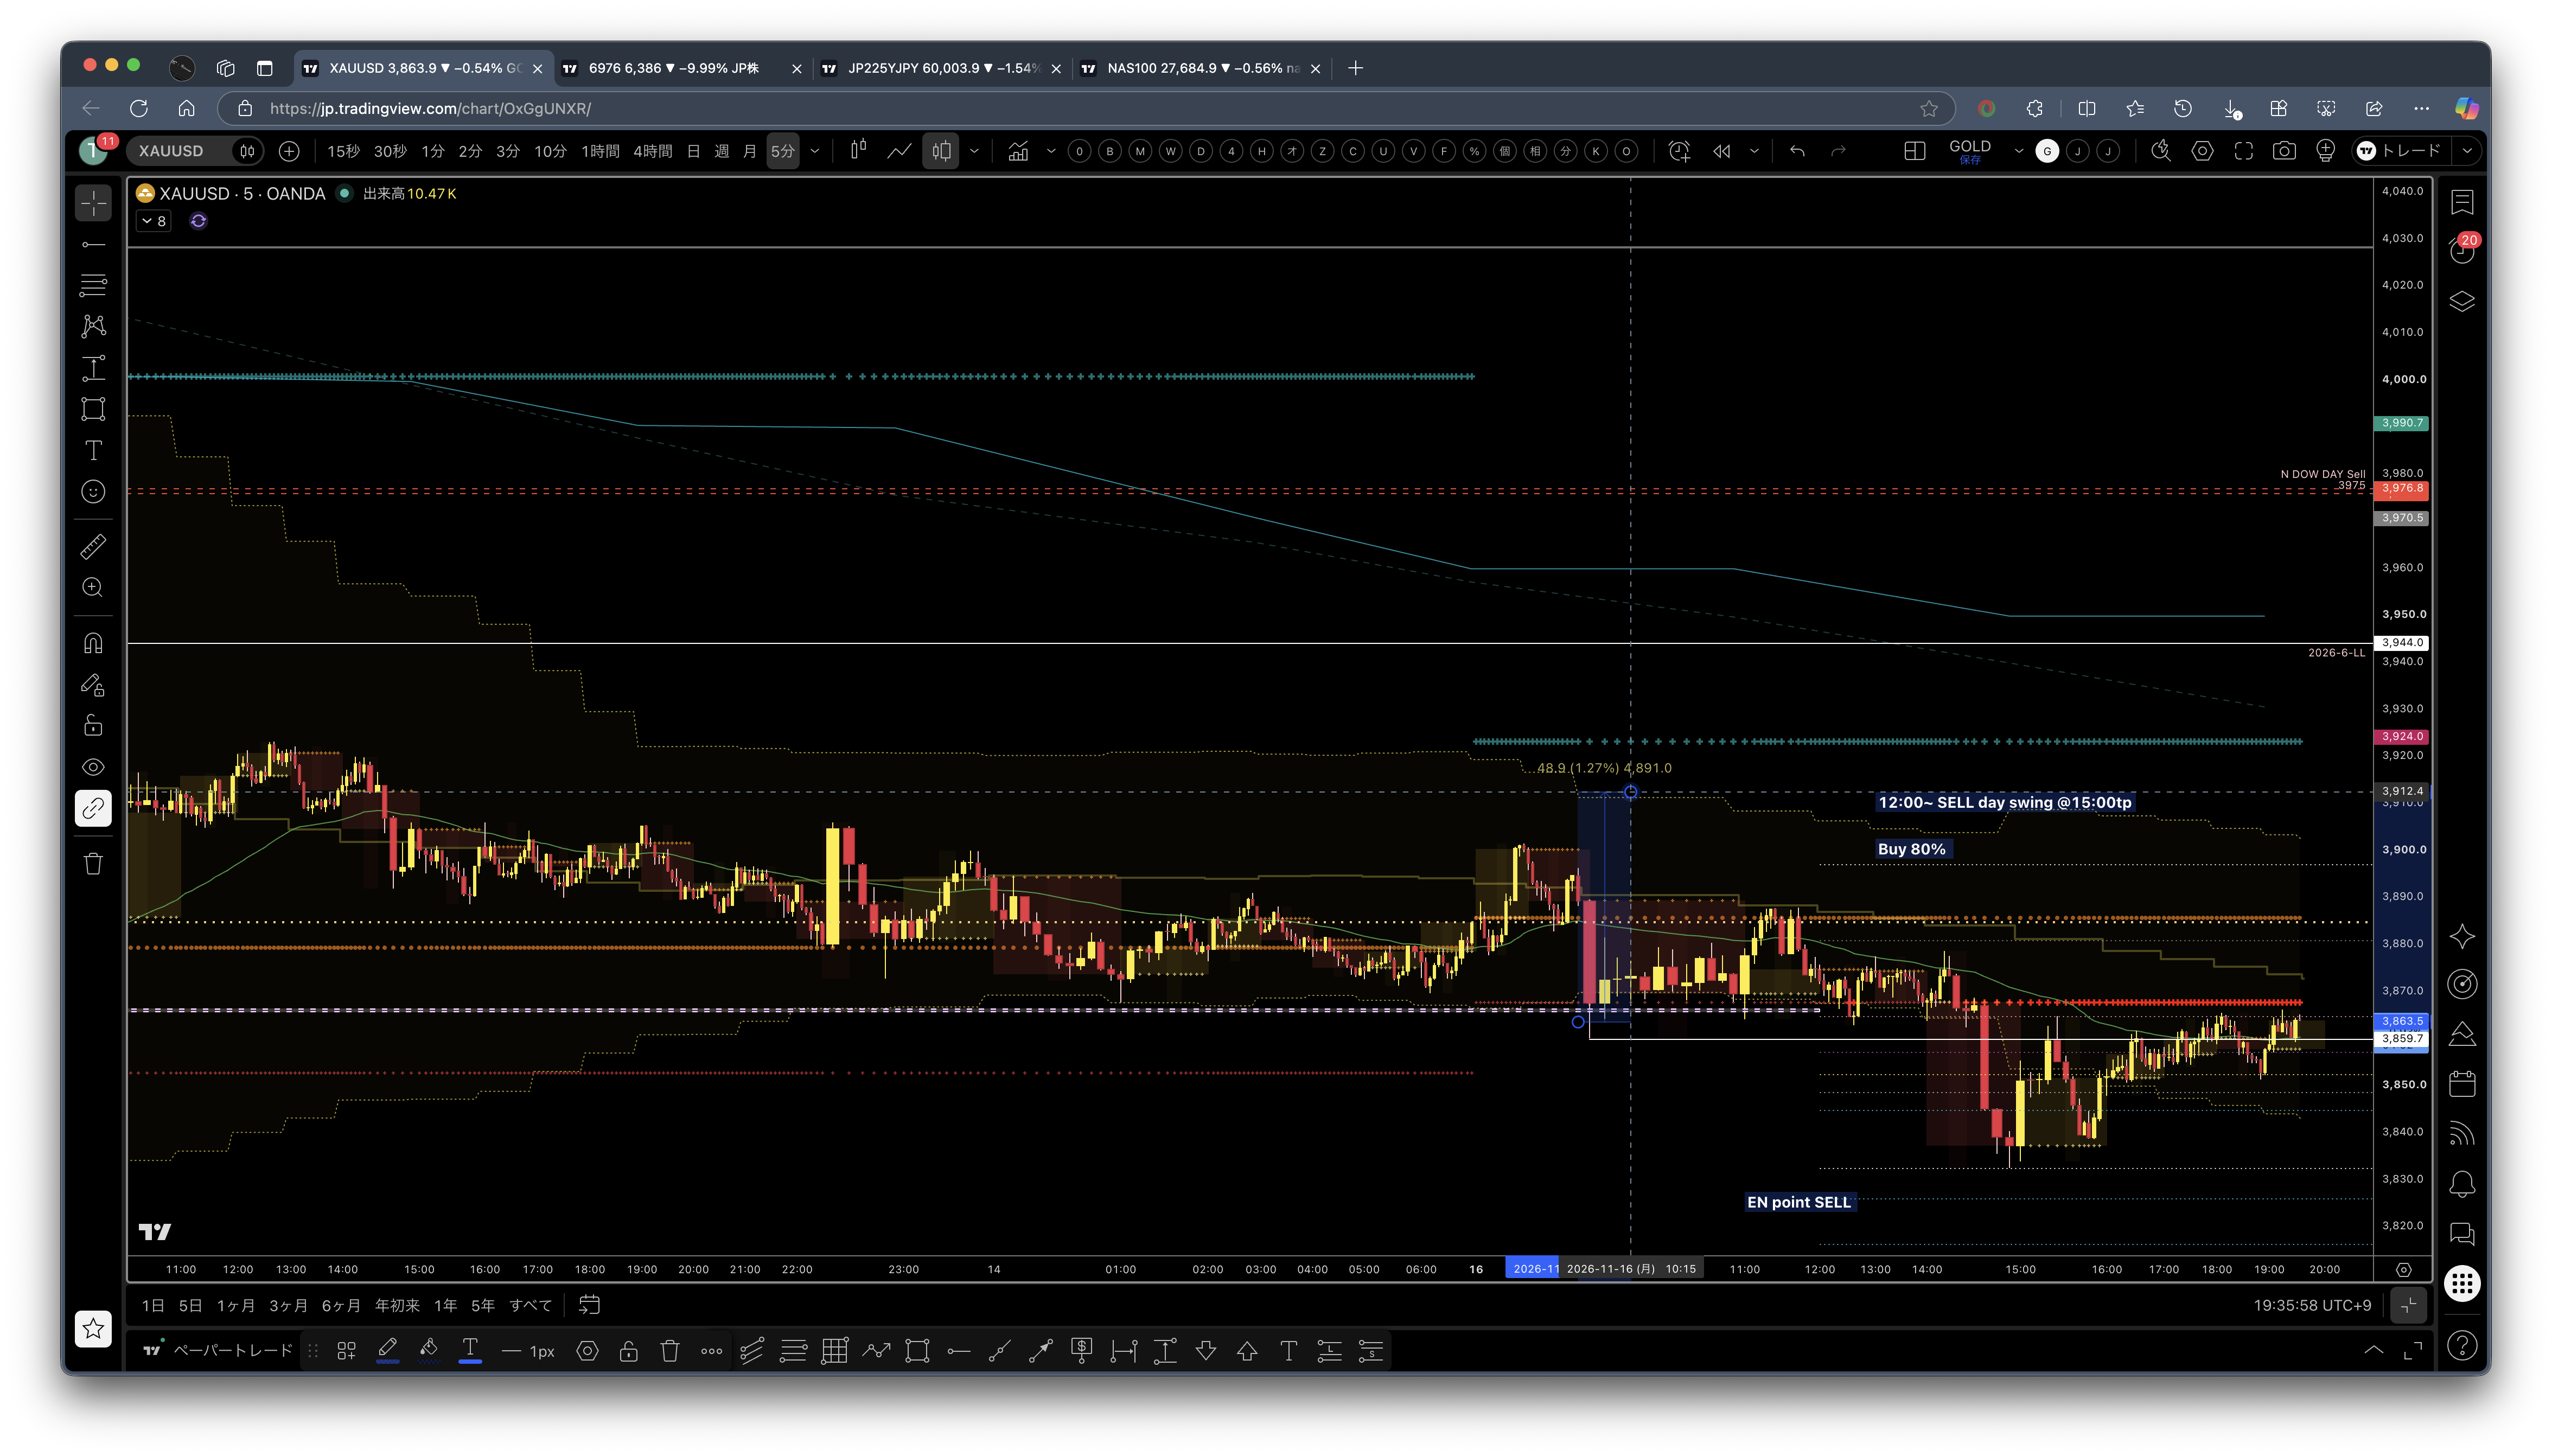 XAUUSD 3,863.9 ▼ −0.54% GO
6976 6,386 ▼ −9.99% JP株
JP225YJPY 60,003.9 ▼ −1.54%
NAS100 27,684.9 ▼ −0.56% na
https://jp.tradingview.com/chart/OxGgUNXR/
T 11
XAUUSD
15秒 30秒 1分 2分 3分 10分 1時間 4時間 日 週 月 5分
0 B M W D 4 H オ Z C U V F % 個 相 分 K O
GOLD
保存
G J J
トレード
XAUUSD · 5 · OANDA 出来高 10.47 K
8
20
4,040.0
4,030.0
4,020.0
4,010.0
4,000.0
3,990.7
N DOW DAY Sell
3975
3,980.0
3,976.8
3,970.5
3,960.0
3,950.0
3,944.0
2026-6-LL
3,940.0
3,930.0
3,924.0
3,920.0
48.9 (1.27%) 4,891.0
3,912.4
3,910.0
12:00~ SELL day swing @15:00tp
Buy 80%
3,900.0
3,890.0
3,880.0
3,870.0
3,863.5
3,859.7
3,850.0
3,840.0
3,830.0
EN point SELL
3,820.0
11:00 12:00 13:00 14:00 15:00 16:00 17:00 18:00 19:00 20:00 21:00 22:00 23:00 14 01:00 02:00 03:00 04:00 05:00 06:00 16 2026-11 2026-11-16 (月) 10:15 11:00 12:00 13:00 14:00 15:00 16:00 17:00 18:00 19:00 20:00
1日 5日 1ヶ月 3ヶ月 6ヶ月 年初来 1年 5年 すべて
19:35:58 UTC+9
ペーパートレード
1px